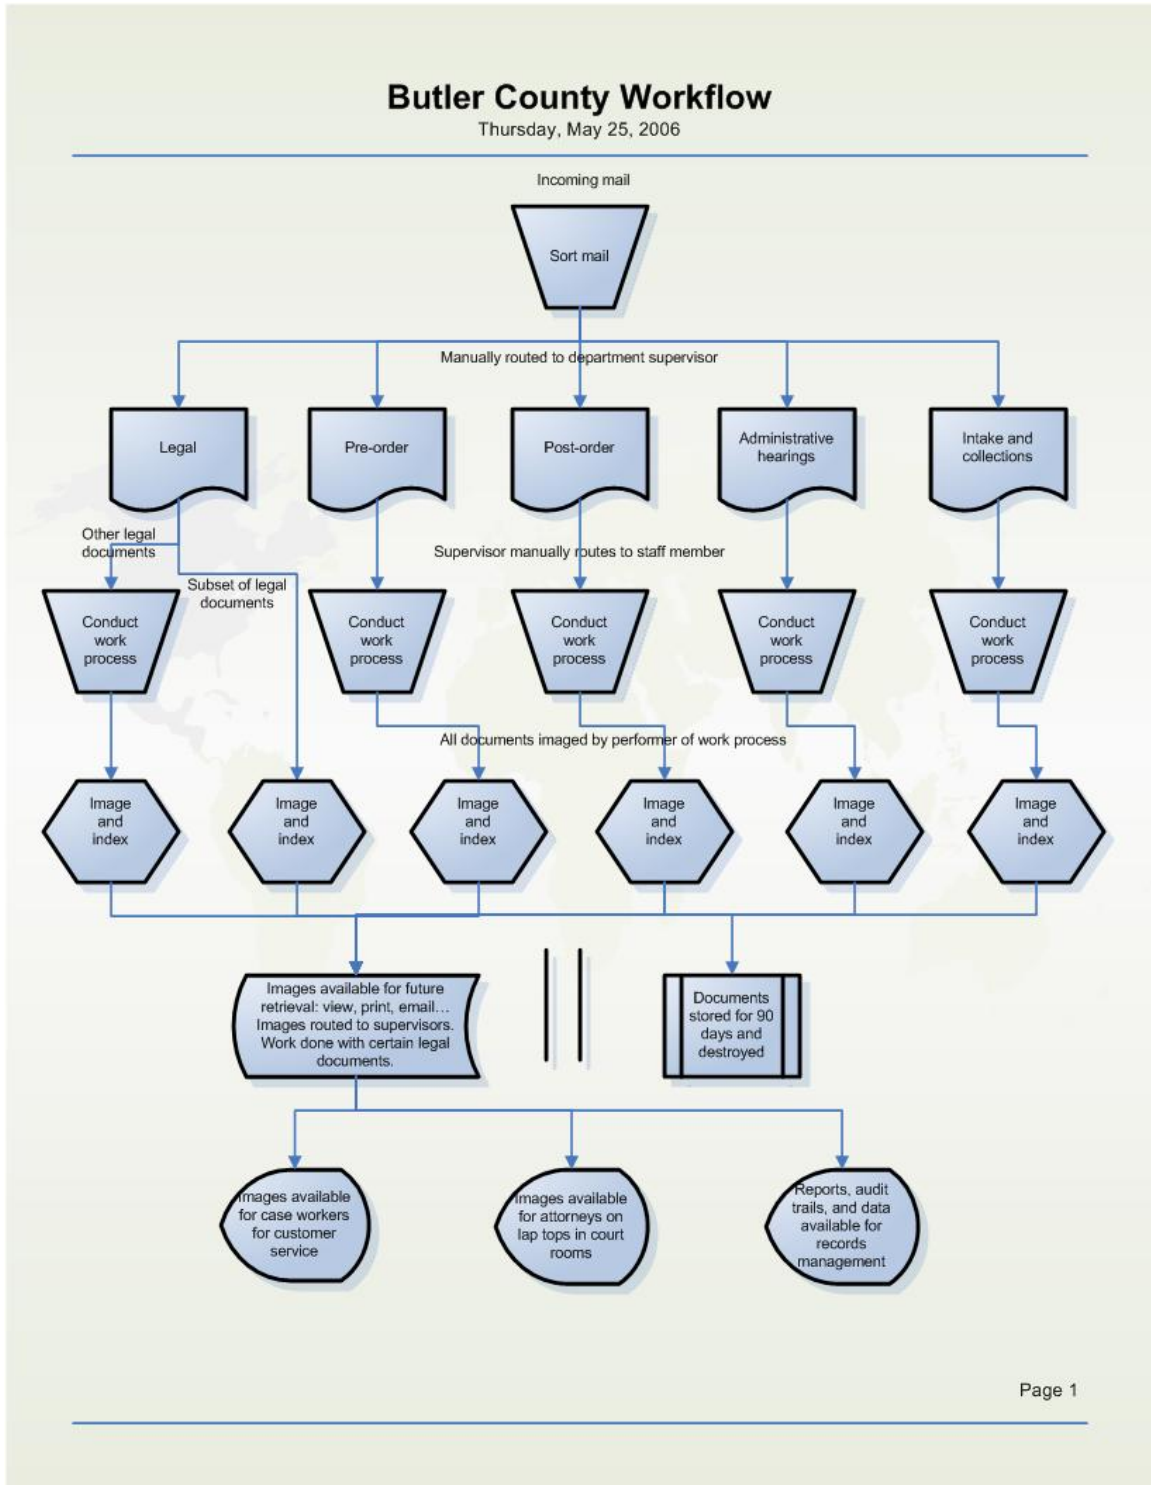 Butler County Workflow
Thursday, May 25, 2006
Incoming mail
Sort mail
Manually routed to department supervisor
Legal
Pre-order
Post-order
Administrative
hearings
Intake and
collections
Other legal
documents
Subset of legal
documents
Supervisor manually routes to staff member
Conduct
work
process
Conduct
work
process
Conduct
work
process
Conduct
work
process
Conduct
work
process
All documents imaged by performer of work process
Image
and
index
Image
and
index
Image
and
index
Image
and
index
Image
and
index
Image
and
index
Images available for future
retrieval: view, print, email...
Images routed to supervisors.
Work done with certain legal
documents.
Documents
stored for 90
days and
destroyed
Images available
for case workers
for customer
service
Images available
for attorneys on
lap tops in court
rooms
Reports, audit
trails, and data
available for
records
management
Page 1